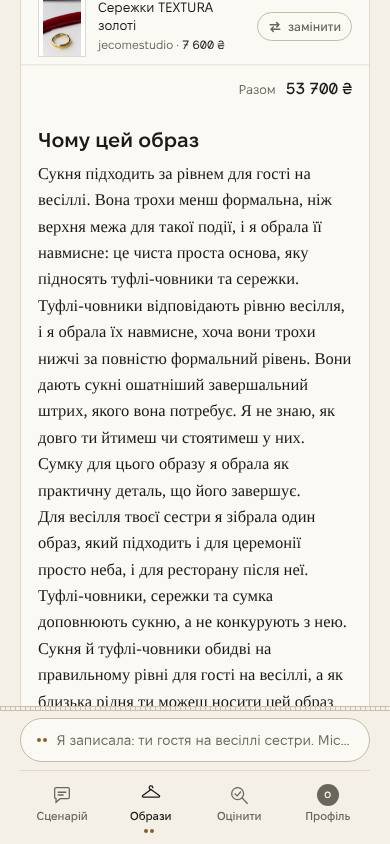 Сережки TEXTURA
золоті
jecomestudio · 7 600 ₴
замінити
Разом 53 700 ₴
Чому цей образ
Сукня підходить за рівнем для гості на
весіллі. Вона трохи менш формальна, ніж
верхня межа для такої події, і я обрала її
навмисне: це чиста проста основа, яку
підносять туфлі-човники та сережки.
Туфлі-човники відповідають рівню весілля,
і я обрала їх навмисне, хоча вони трохи
нижчі за повністю формальний рівень. Вони
дають сукні ошатніший завершальний
штрих, якого вона потребує. Я не знаю, як
довго ти йтимеш чи стоятимеш у них.
Сумку для цього образу я обрала як
практичну деталь, що його завершує.
Для весілля твоєї сестри я зібрала один
образ, який підходить і для церемонії
просто неба, і для ресторану після неї.
Туфлі-човники, сережки та сумка
доповнюють сукню, а не конкурують з нею.
Сукня й туфлі-човники обидві на
правильному рівні для гості на весіллі, а як
близька рідня ти можеш носити цей образ
Я записала: ти гостя на весіллі сестри. Міс...
Сценарій
Образи
Оцінити
О
Профіль